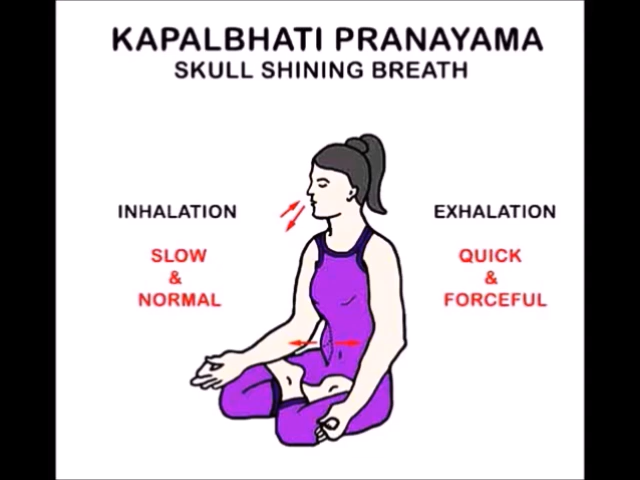 KAPALBHATI PRANAYAMA
SKULL SHINING BREATH
INHALATION
SLOW
&
NORMAL
EXHALATION
QUICK
&
FORCEFUL